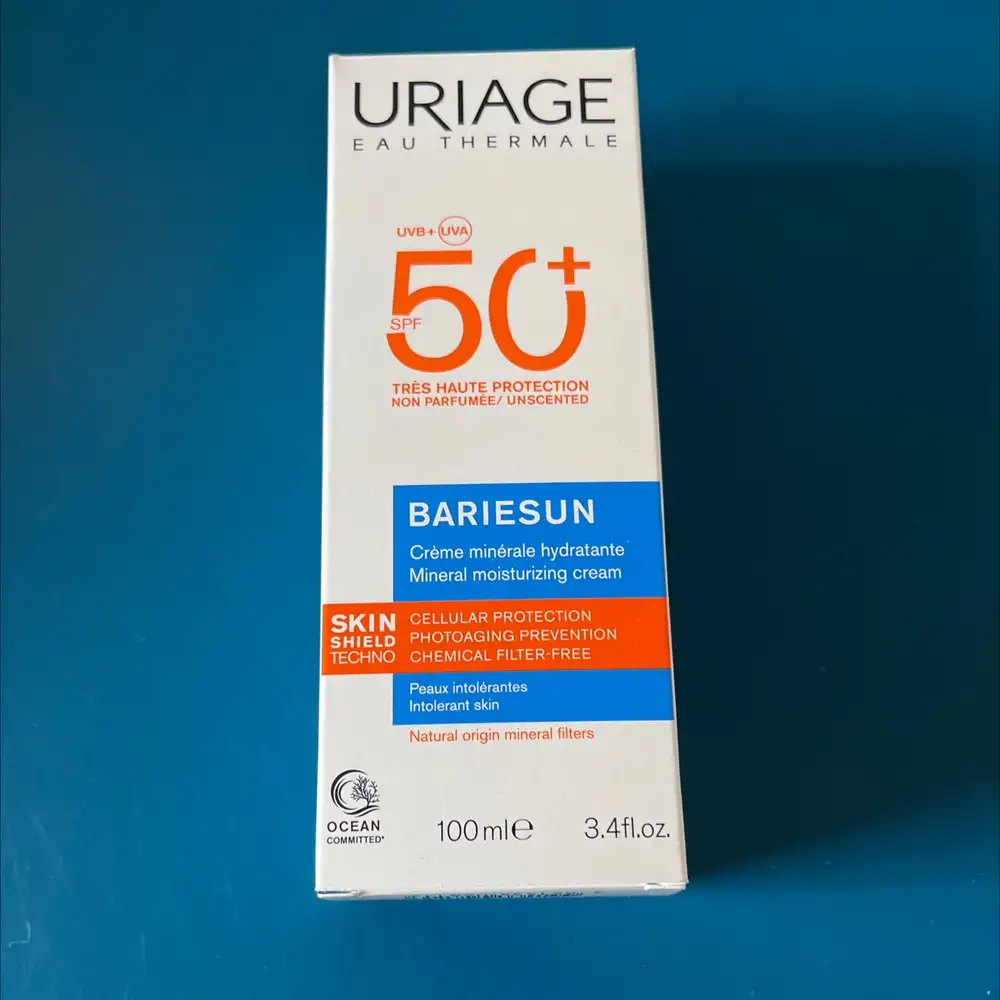 URIAGE
EAU THERMALE
UVB+ UVA
SPF 50+
TRÈS HAUTE PROTECTION
NON PARFUMÉE/ UNSCENTED
BARIESUN
Crème minérale hydratante
Mineral moisturizing cream
SKIN
SHIELD
TECHNO
CELLULAR PROTECTION
PHOTOAGING PREVENTION
CHEMICAL FILTER-FREE
Peaux intolérantes
Intolerant skin
Natural origin mineral filters
OCEAN
COMMITTED*
100 ml℮ 3.4fl.oz.